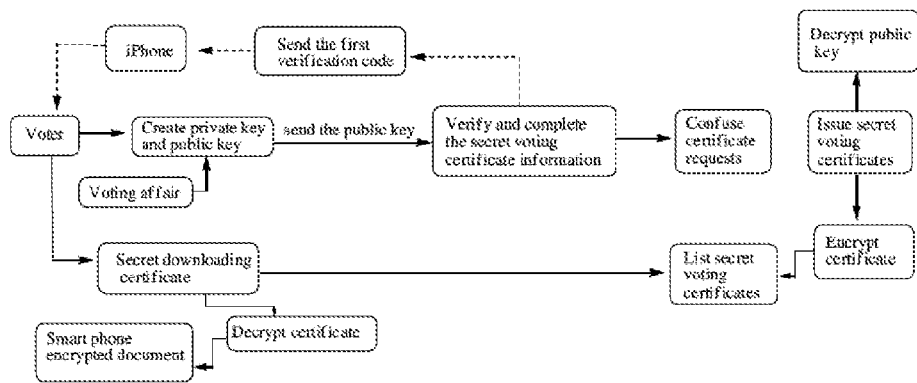 iPhone
Send the first
verification code
Decrypt public
key
Voter
Create private key
and public key
send the public key
Verify and complete
the secret voting
certificate information
Confuse
certificate
requests
Issue secret
voting
certificates
Voting affair
Secret downloading
certificate
List secret
voting
certificates
Encrypt
certificate
Smart phone
encrypted document
Decrypt certificate